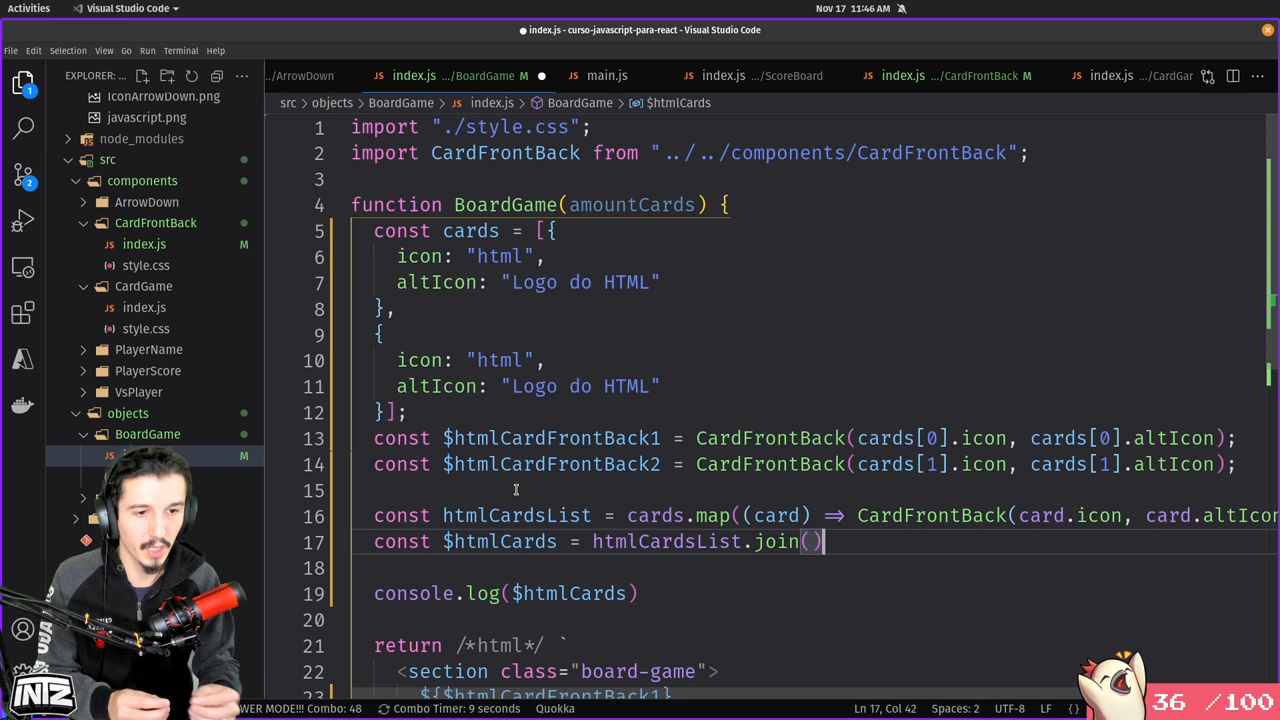 Activities
Visual Studio Code
Nov 17 11:46 AM
index.js - curso-javascript-para-react - Visual Studio Code
File Edit Selection View Go Run Terminal Help
EXPLORER: ...
.../ArrowDown
index.js .../BoardGame M
main.js
index.js .../ScoreBoard
index.js .../CardFrontBack M
index.js .../CardGar
src > objects > BoardGame > JS index.js > BoardGame > $htmlCards
1
2
IconArrowDown.png
javascript.png
node_modules
src
components
ArrowDown
CardFrontBack
JS index.js M
style.css
CardGame
JS index.js
style.css
PlayerName
PlayerScore
VsPlayer
objects
BoardGame
M
1 import "./style.css";
2 import CardFrontBack from "../../components/CardFrontBack";
3
4 function BoardGame(amountCards) {
5 const cards = [{
6 icon: "html",
7 altIcon: "Logo do HTML"
8 },
9 {
10 icon: "html",
11 altIcon: "Logo do HTML"
12 }];
13 const $htmlCardFrontBack1 = CardFrontBack(cards[0].icon, cards[0].altIcon);
14 const $htmlCardFrontBack2 = CardFrontBack(cards[1].icon, cards[1].altIcon);
15
16 const htmlCardsList = cards.map((card) => CardFrontBack(card.icon, card.altIcon
17 const $htmlCards = htmlCardsList.join()
18
19 console.log($htmlCards)
20
21 return /*html*/ `
22 <section class="board-game">
23 ${$htmlCardFrontBack1}
INTZ
WER MODE!!! Combo: 48
Combo Timer: 9 seconds
Quokka
Ln 17, Col 42
Spaces: 2
UTF-8
LF
{ }
36 /100